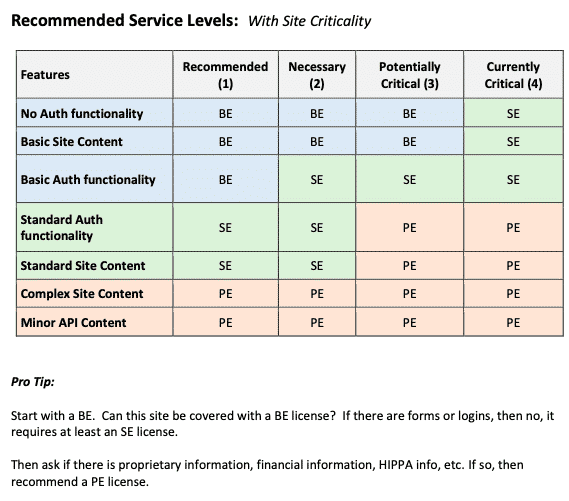 Recommended Service Levels: With Site Criticality
Features Recommended (1) Necessary (2) Potentially Critical (3) Currently Critical (4)
No Auth functionality BE BE BE SE
Basic Site Content BE BE BE SE
Basic Auth functionality BE SE SE SE
Standard Auth functionality SE SE PE PE
Standard Site Content SE SE PE PE
Complex Site Content PE PE PE PE
Minor API Content PE PE PE PE
Pro Tip:
Start with a BE. Can this site be covered with a BE license? If there are forms or logins, then no, it
requires at least an SE license.
Then ask if there is proprietary information, financial information, HIPPA info, etc. If so, then
recommend a PE license.